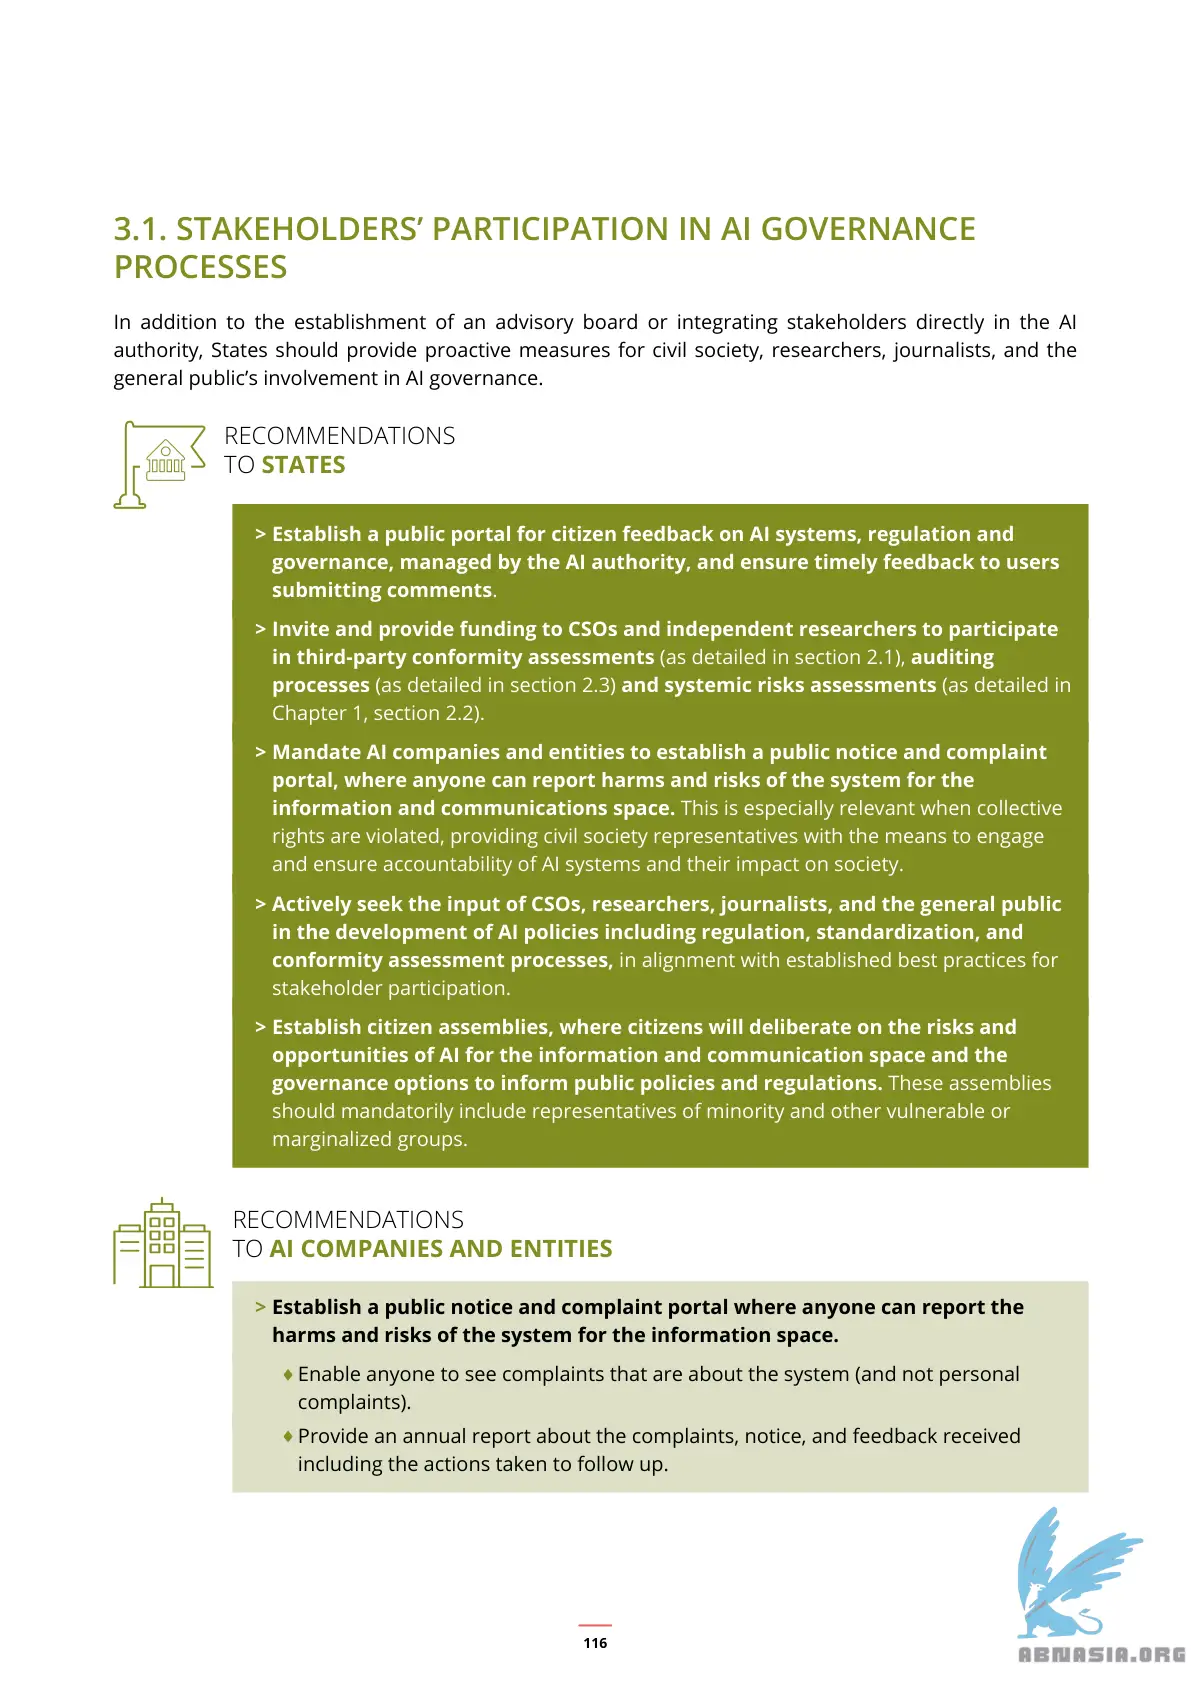 3.1. STAKEHOLDERS’ PARTICIPATION IN AI GOVERNANCE
PROCESSES
In addition to the establishment of an advisory board or integrating stakeholders directly in the AI
authority, States should provide proactive measures for civil society, researchers, journalists, and the
general public’s involvement in AI governance.
RECOMMENDATIONS
TO STATES
> Establish a public portal for citizen feedback on AI systems, regulation and
governance, managed by the AI authority, and ensure timely feedback to users
submitting comments.
> Invite and provide funding to CSOs and independent researchers to participate
in third-party conformity assessments (as detailed in section 2.1), auditing
processes (as detailed in section 2.3) and systemic risks assessments (as detailed in
Chapter 1, section 2.2).
> Mandate AI companies and entities to establish a public notice and complaint
portal, where anyone can report harms and risks of the system for the
information and communications space. This is especially relevant when collective
rights are violated, providing civil society representatives with the means to engage
and ensure accountability of AI systems and their impact on society.
> Actively seek the input of CSOs, researchers, journalists, and the general public
in the development of AI policies including regulation, standardization, and
conformity assessment processes, in alignment with established best practices for
stakeholder participation.
> Establish citizen assemblies, where citizens will deliberate on the risks and
opportunities of AI for the information and communication space and the
governance options to inform public policies and regulations. These assemblies
should mandatorily include representatives of minority and other vulnerable or
marginalized groups.
RECOMMENDATIONS
TO AI COMPANIES AND ENTITIES
> Establish a public notice and complaint portal where anyone can report the
harms and risks of the system for the information space.
♦ Enable anyone to see complaints that are about the system (and not personal
complaints).
♦ Provide an annual report about the complaints, notice, and feedback received
including the actions taken to follow up.
116
ABNASIA.ORG